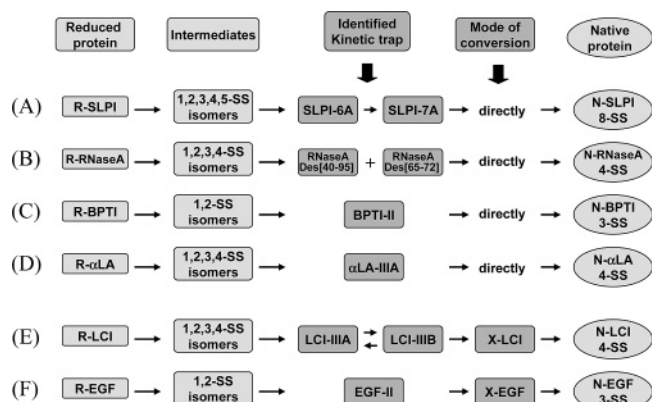 Reduced protein
Intermediates
Identified Kinetic trap
Mode of conversion
Native protein
(A)
R-SLPI
1,2,3,4,5-SS isomers
SLPI-6A
SLPI-7A
directly
N-SLPI 8-SS
(B)
R-RNaseA
1,2,3,4-SS isomers
RNaseA Des[40-95]
+
RNaseA Des[65-72]
directly
N-RNaseA 4-SS
(C)
R-BPTI
1,2-SS isomers
BPTI-II
directly
N-BPTI 3-SS
(D)
R-αLA
1,2,3,4-SS isomers
αLA-IIIA
directly
N-αLA 4-SS
(E)
R-LCI
1,2,3,4-SS isomers
LCI-IIIA
LCI-IIIB
X-LCI
N-LCI 4-SS
(F)
R-EGF
1,2-SS isomers
EGF-II
X-EGF
N-EGF 3-SS